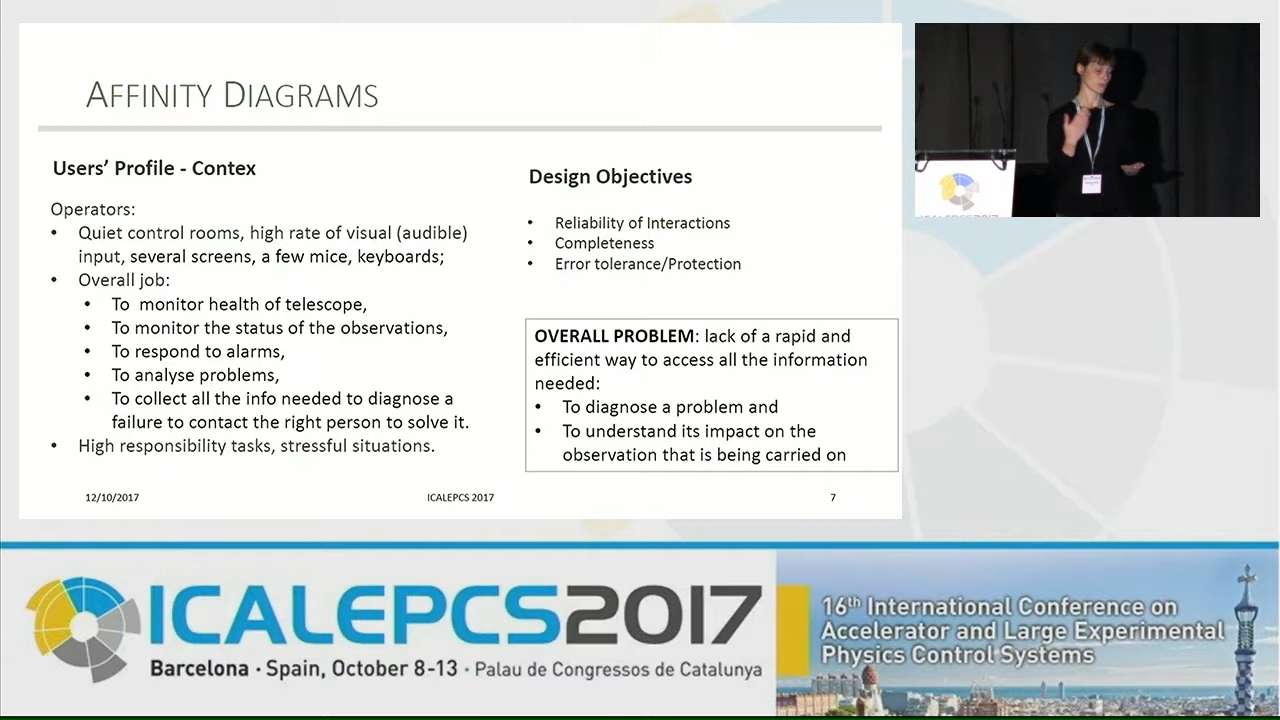 AFFINITY DIAGRAMS
Users’ Profile - Contex
Operators:
• Quiet control rooms, high rate of visual (audible)
input, several screens, a few mice, keyboards;
• Overall job:
• To monitor health of telescope,
• To monitor the status of the observations,
• To respond to alarms,
• To analyse problems,
• To collect all the info needed to diagnose a
failure to contact the right person to solve it.
• High responsibility tasks, stressful situations.
Design Objectives
• Reliability of Interactions
• Completeness
• Error tolerance/Protection
OVERALL PROBLEM: lack of a rapid and
efficient way to access all the information
needed:
• To diagnose a problem and
• To understand its impact on the
observation that is being carried on
12/10/2017
ICALEPCS 2017
7
ICALEPCS2017
ICALEPCS2017
Barcelona · Spain, October 8-13 · Palau de Congressos de Catalunya
16th International Conference on
Accelerator and Large Experimental
Physics Control Systems